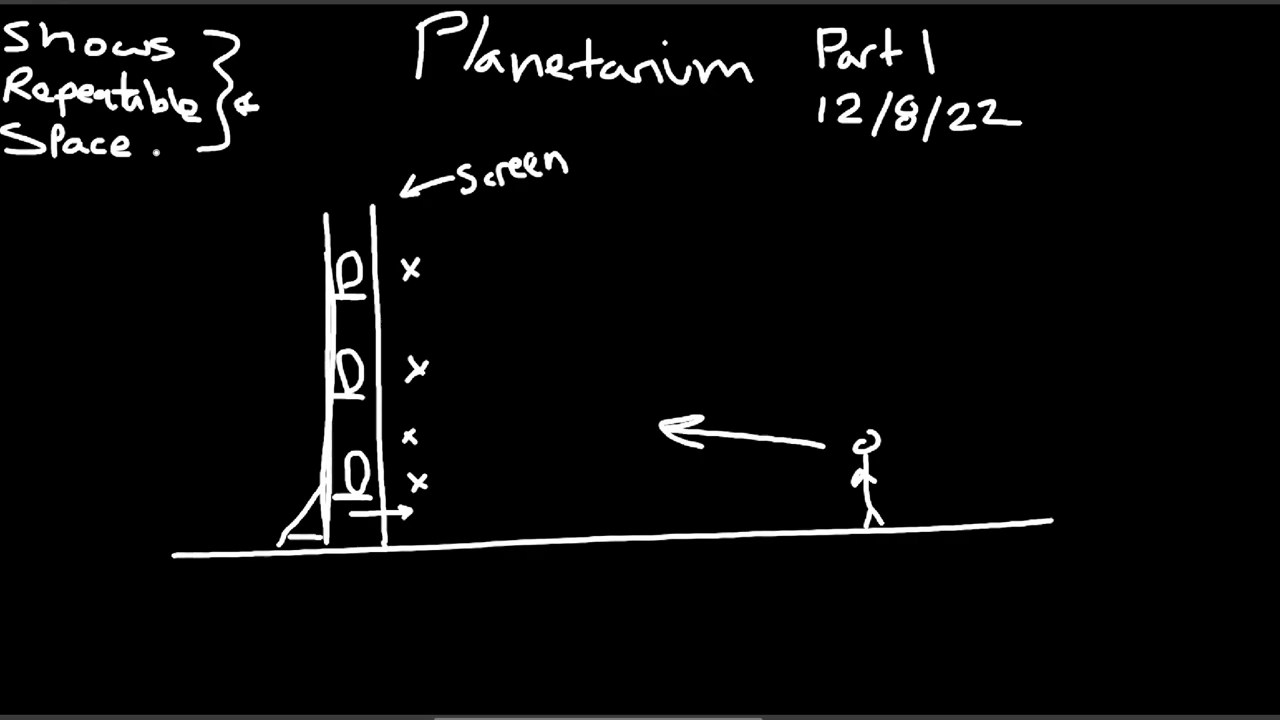 Shows
Repeatable
Space.
Planetarium
Part 1
12/8/22
Screen
x
x
x
x